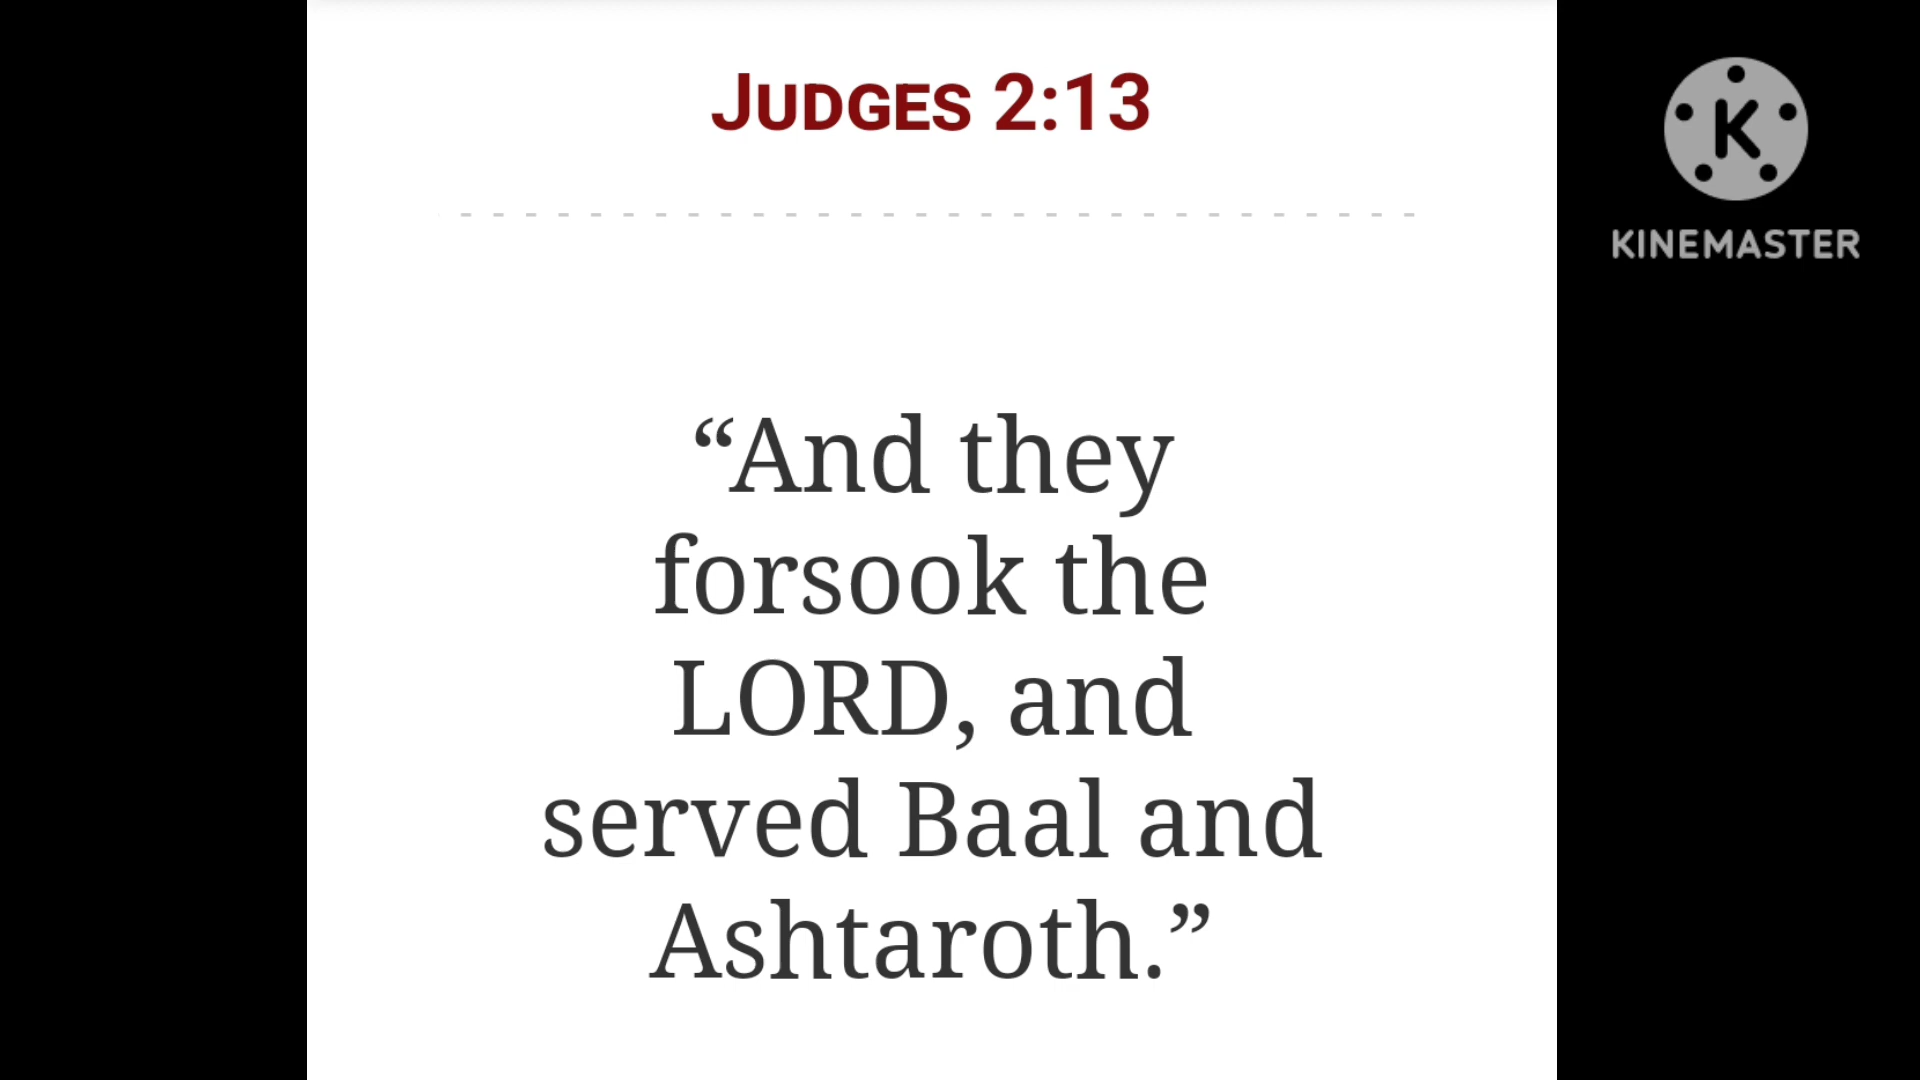 JUDGES 2:13
K
KINEMASTER
“And they
forsook the
LORD, and
served Baal and
Ashtaroth.”